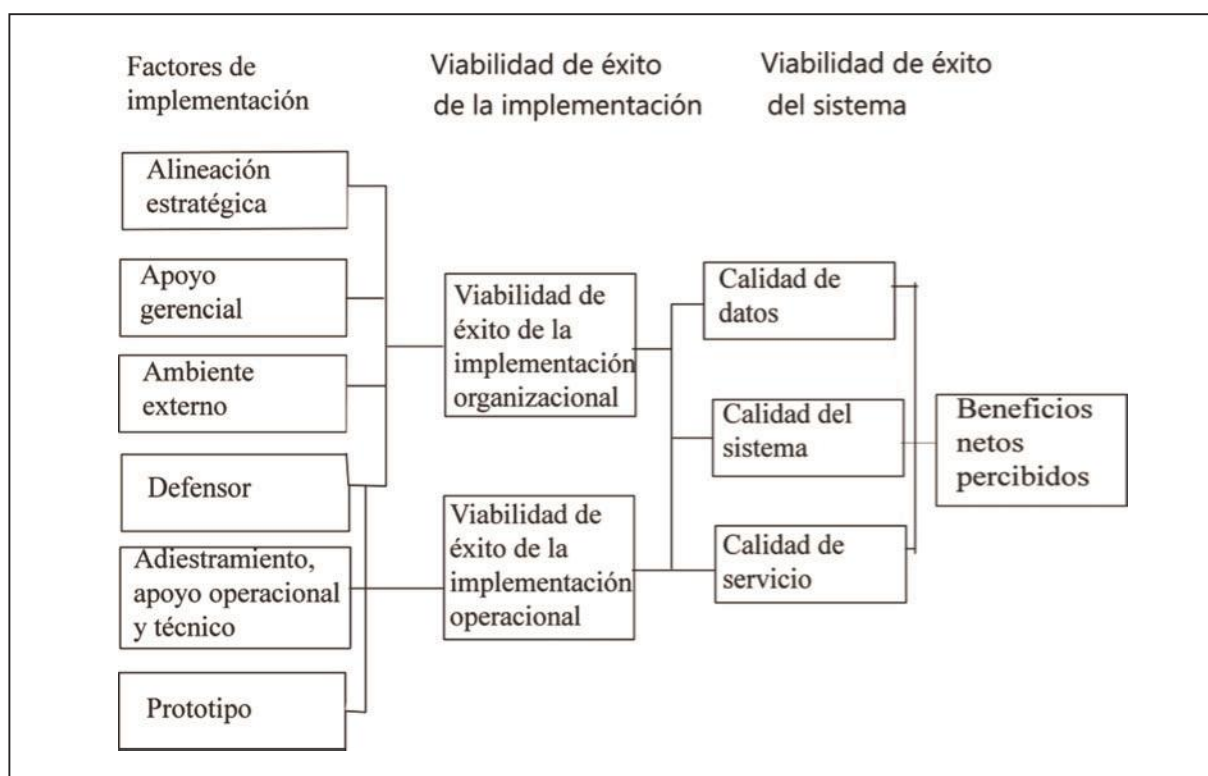 Factores de
implementación
Viabilidad de éxito
de la implementación
Viabilidad de éxito
del sistema
Alineación
estratégica
Apoyo
gerencial
Ambiente
externo
Defensor
Adiestramiento,
apoyo operacional
y técnico
Prototipo
Viabilidad de
éxito de la
implementación
organizacional
Viabilidad de
éxito de la
implementación
operacional
Calidad de
datos
Calidad del
sistema
Calidad de
servicio
Beneficios
netos
percibidos